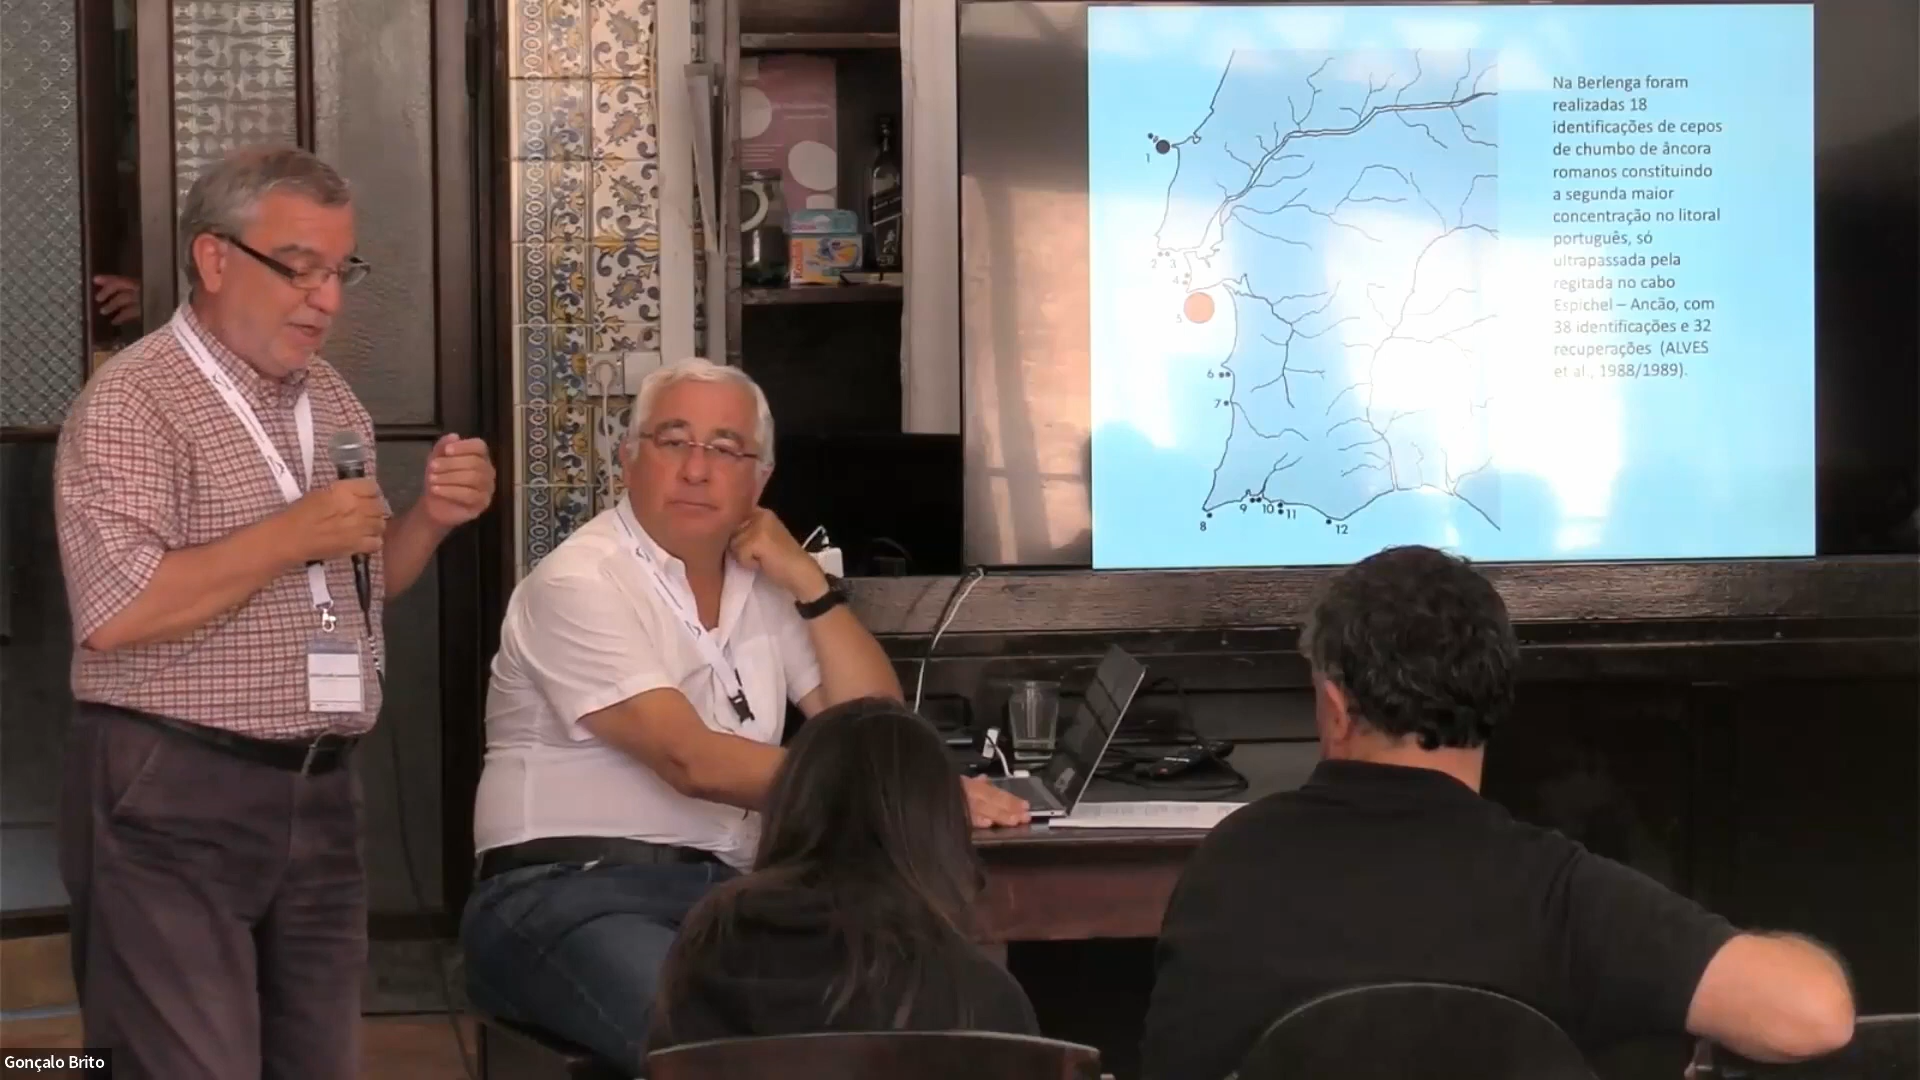 Na Berlenga foram
realizadas 18
identificações de cepos
de chumbo de âncora
romanos constituindo
a segunda maior
concentração no litoral
português, só
ultrapassada pela
regitada no cabo
Espichel – Ancão, com
38 identificações e 32
recuperações (ALVES
et al., 1988/1989).
1
2 3
4
5
6
7
8
9 10 11
12
Kodak
Gonçalo Brito